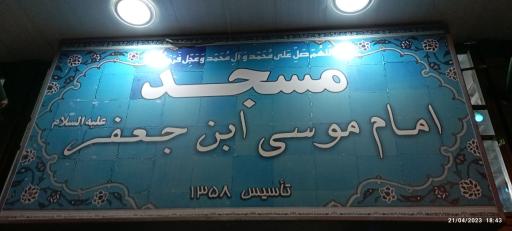 اللهم صل علی محمد و آل محمد و عجل فرجهم
مسجد
امام موسی ابن جعفر علیه السلام
تأسیس ۱۳۵۸
21/04/2023 18:43